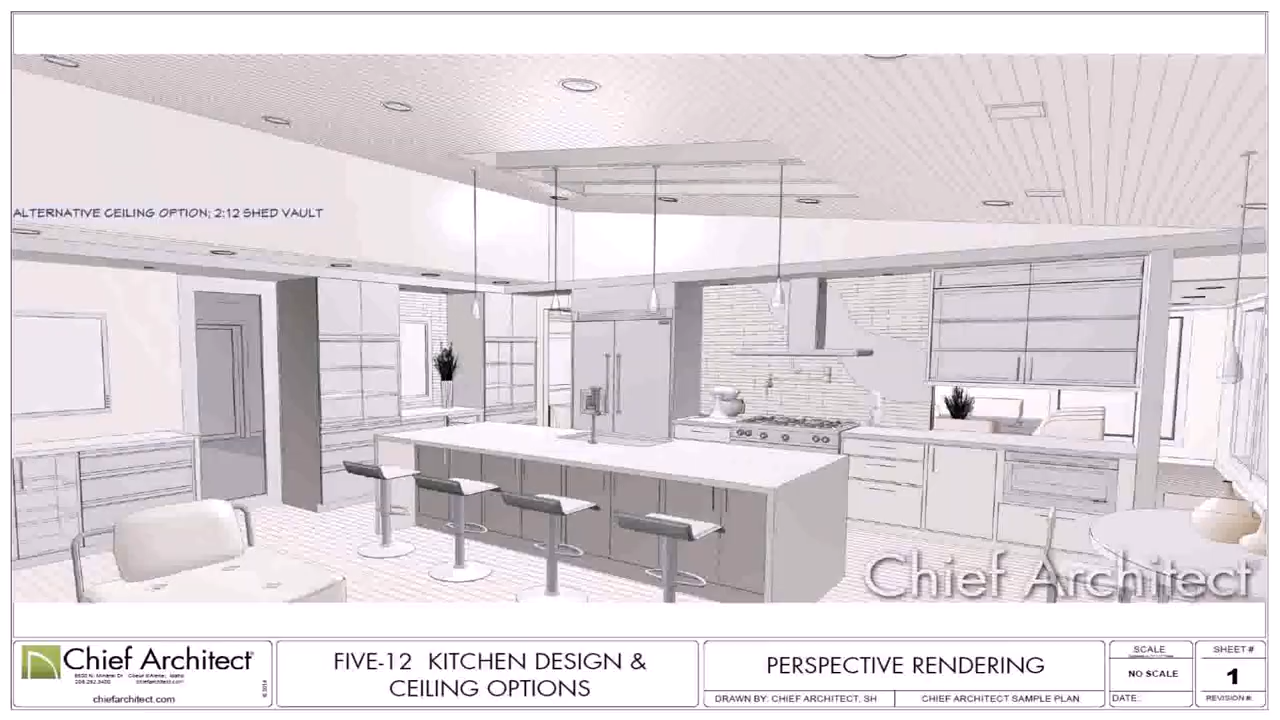 ALTERNATIVE CEILING OPTION; 2:12 SHED VAULT
Chief Architect
Chief Architect
chiefarchitect.com
FIVE-12 KITCHEN DESIGN &
CEILING OPTIONS
PERSPECTIVE RENDERING
DRAWN BY: CHIEF ARCHITECT, SH
CHIEF ARCHITECT SAMPLE PLAN
SCALE
NO SCALE
DATE:
SHEET #
1
REVISION #: